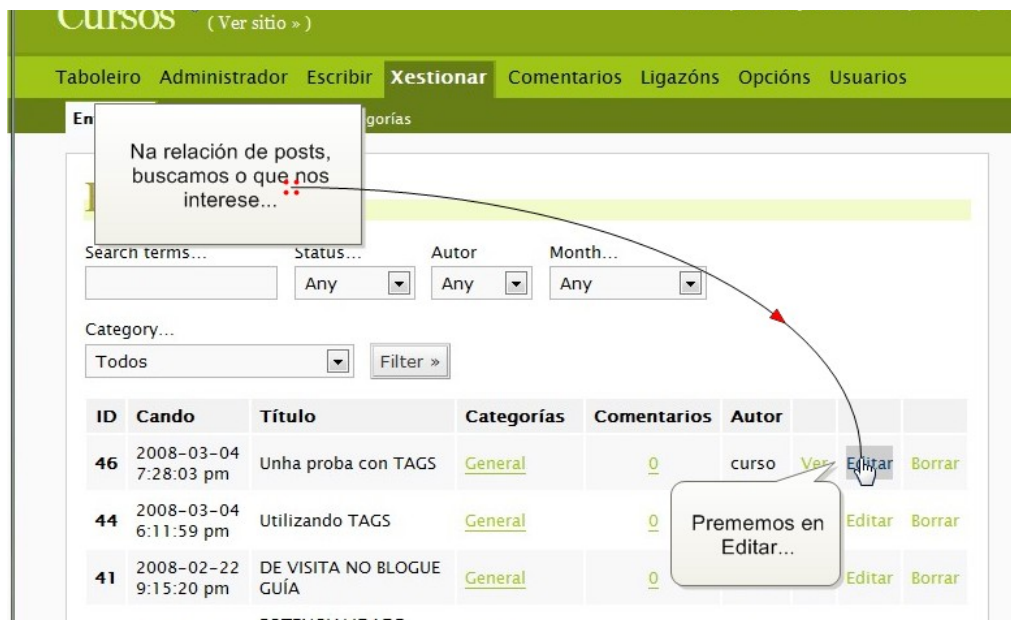 Cursos ( Ver sitio » )
Taboleiro Administrador Escribir Xestionar Comentarios Ligazóns Opcións Usuarios
Na relación de posts,
buscamos o que nos
interese...
Search terms... Status... Autor Month...
Any Any Any
Category...
Todos Filter »
ID Cando Título Categorías Comentarios Autor
46 2008-03-04 7:28:03 pm Unha proba con TAGS General 0 curso Ver Editar Borrar
44 2008-03-04 6:11:59 pm Utilizando TAGS General 0 Editar Borrar
Prememos en
Editar...
41 2008-02-22 9:15:20 pm DE VISITA NO BLOGUE GUÍA General 0 Editar Borrar